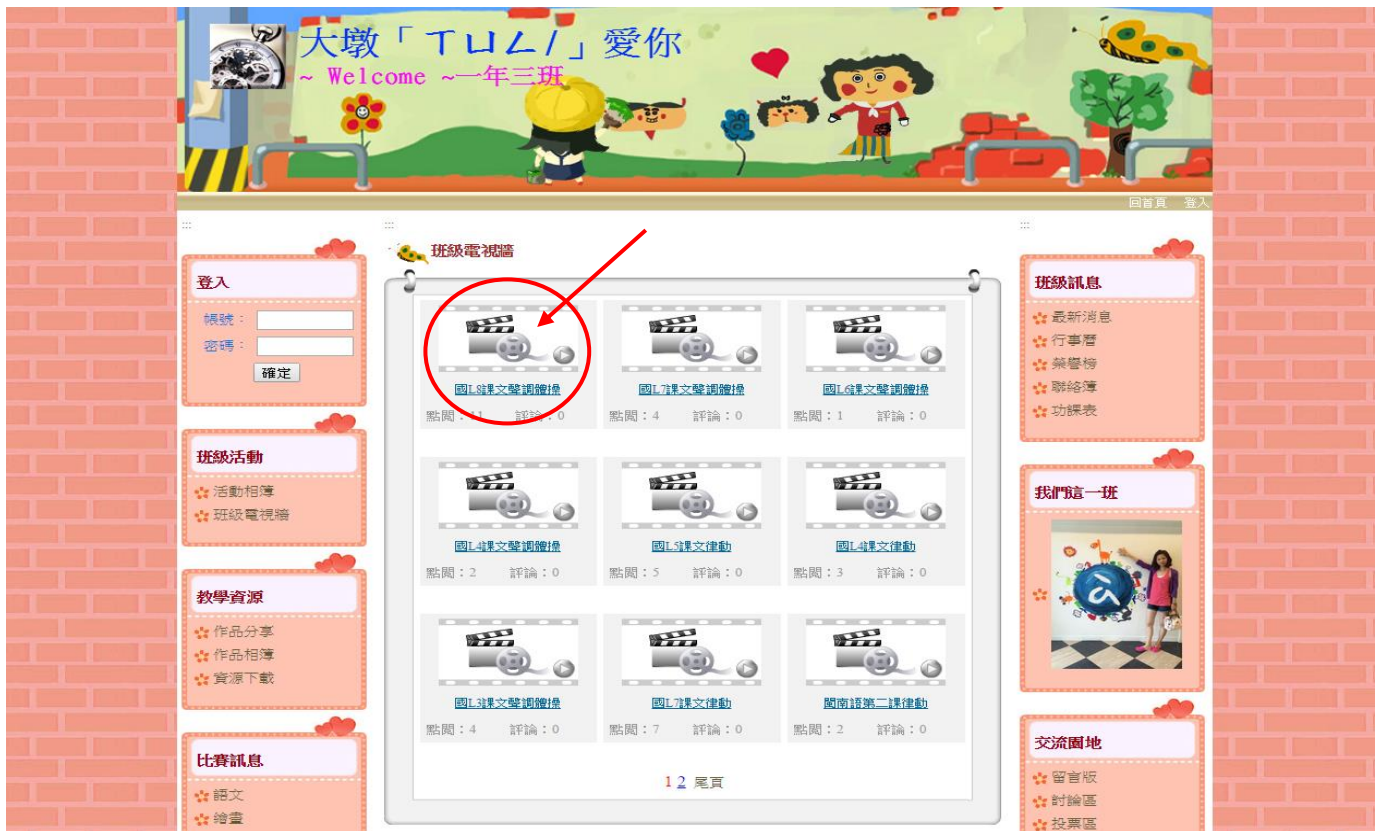 大墩「ㄒㄩㄥˊ」愛你
~ Welcome ~一年三班
回首頁 登入
:::
登入
帳號：
密碼：
確定
班級活動
活動相簿
班級電視牆
教學資源
作品分享
作品相簿
資源下載
比賽訊息
語文
繪畫
:::
班級電視牆
國L8課文聲調體操 國L7課文聲調體操 國L6課文聲調體操
點閱：11 評論：0 點閱：4 評論：0 點閱：1 評論：0
國L4課文聲調體操 國L5課文律動 國L4課文律動
點閱：2 評論：0 點閱：5 評論：0 點閱：3 評論：0
國L3課文聲調體操 國L7課文律動 閩南語第二課律動
點閱：4 評論：0 點閱：7 評論：0 點閱：2 評論：0
1 2 尾頁
:::
班級訊息
最新消息
行事曆
榮譽榜
聯絡簿
功課表
我們這一班
交流園地
留言版
討論區
投票區